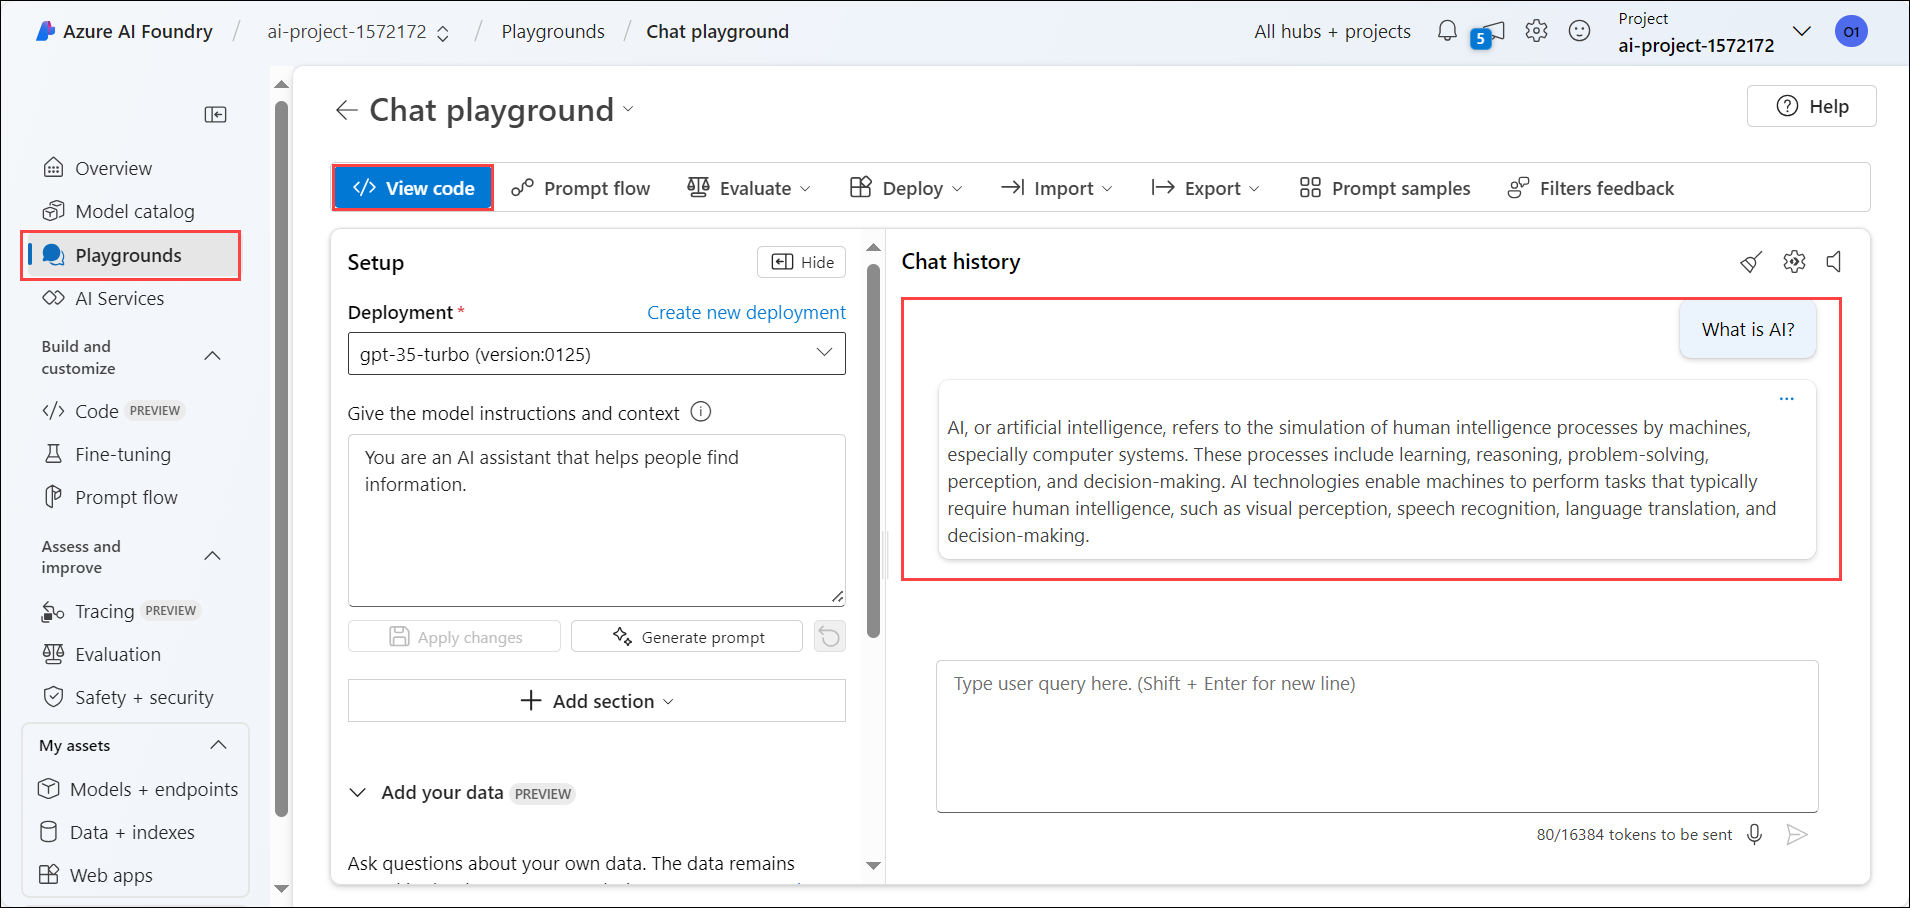 Azure AI Foundry / ai-project-1572172 / Playgrounds / Chat playground
All hubs + projects
5
Project
ai-project-1572172
O1
Overview
Model catalog
Playgrounds
AI Services
Build and
customize
Code PREVIEW
Fine-tuning
Prompt flow
Assess and
improve
Tracing PREVIEW
Evaluation
Safety + security
My assets
Models + endpoints
Data + indexes
Web apps
Chat playground
Help
</> View code
Prompt flow
Evaluate
Deploy
Import
Export
Prompt samples
Filters feedback
Setup
Hide
Deployment *
Create new deployment
gpt-35-turbo (version:0125)
Give the model instructions and context
You are an AI assistant that helps people find
information.
Apply changes
Generate prompt
Add section
Add your data PREVIEW
Ask questions about your own data. The data remains
Chat history
What is AI?
...
AI, or artificial intelligence, refers to the simulation of human intelligence processes by machines,
especially computer systems. These processes include learning, reasoning, problem-solving,
perception, and decision-making. AI technologies enable machines to perform tasks that typically
require human intelligence, such as visual perception, speech recognition, language translation, and
decision-making.
Type user query here. (Shift + Enter for new line)
80/16384 tokens to be sent